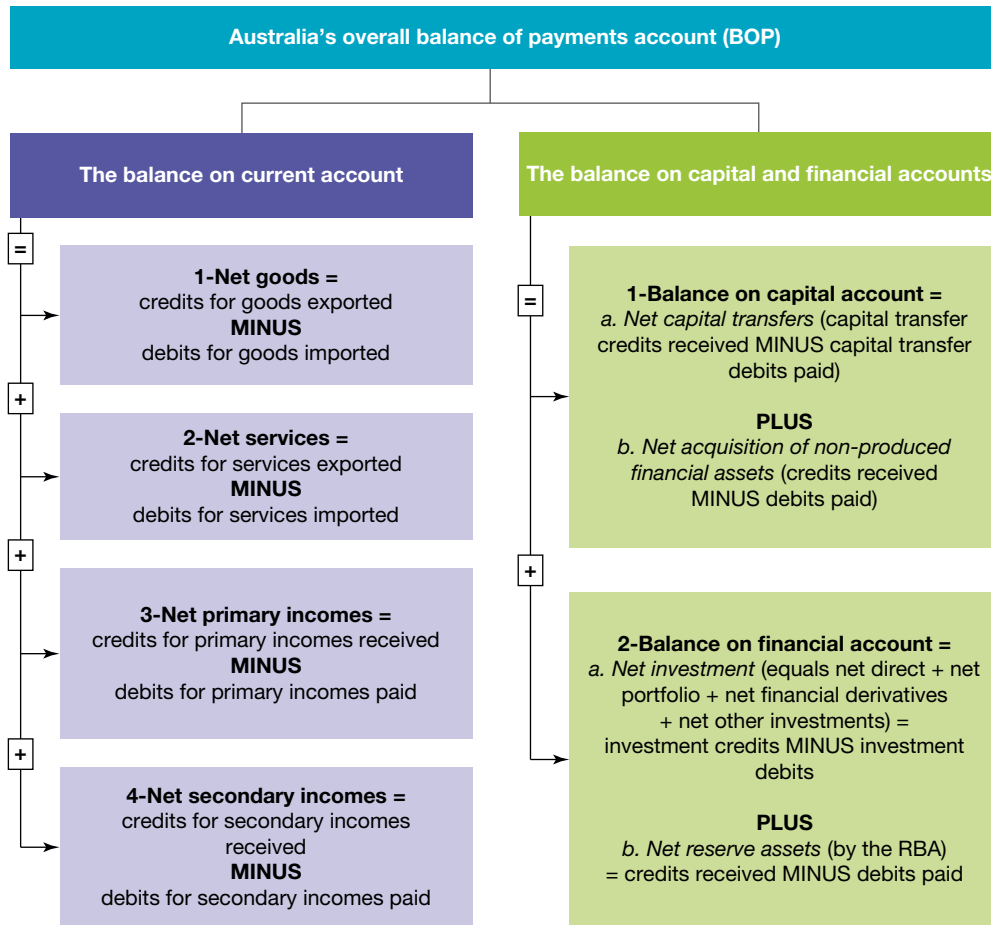 Australia’s overall balance of payments account (BOP)
The balance on current account
=
1-Net goods =
credits for goods exported
MINUS
debits for goods imported
+
2-Net services =
credits for services exported
MINUS
debits for services imported
+
3-Net primary incomes =
credits for primary incomes received
MINUS
debits for primary incomes paid
+
4-Net secondary incomes =
credits for secondary incomes
received
MINUS
debits for secondary incomes paid
The balance on capital and financial accounts
=
1-Balance on capital account =
a. Net capital transfers (capital transfer
credits received MINUS capital transfer
debits paid)
PLUS
b. Net acquisition of non-produced
financial assets (credits received
MINUS debits paid)
+
2-Balance on financial account =
a. Net investment (equals net direct + net
portfolio + net financial derivatives
+ net other investments) =
investment credits MINUS investment
debits
PLUS
b. Net reserve assets (by the RBA)
= credits received MINUS debits paid